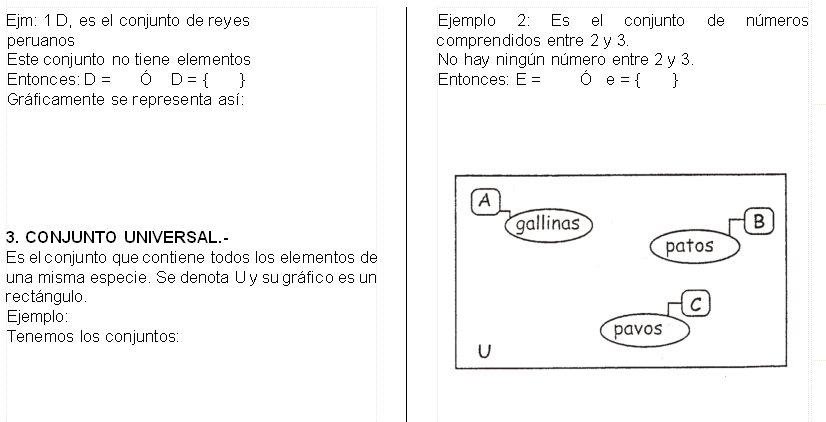 Ejm: 1 D, es el conjunto de reyes
peruanos
Este conjunto no tiene elementos
Entonces: D = Ó D = { }
Gráficamente se representa así:
3. CONJUNTO UNIVERSAL.-
Es el conjunto que contiene todos los elementos de
una misma especie. Se denota U y su gráfico es un
rectángulo.
Ejemplo:
Tenemos los conjuntos:
Ejemplo 2: Es el conjunto de números
comprendidos entre 2 y 3.
No hay ningún número entre 2 y 3.
Entonces: E = Ó e = { }
A
gallinas
B
patos
C
pavos
U